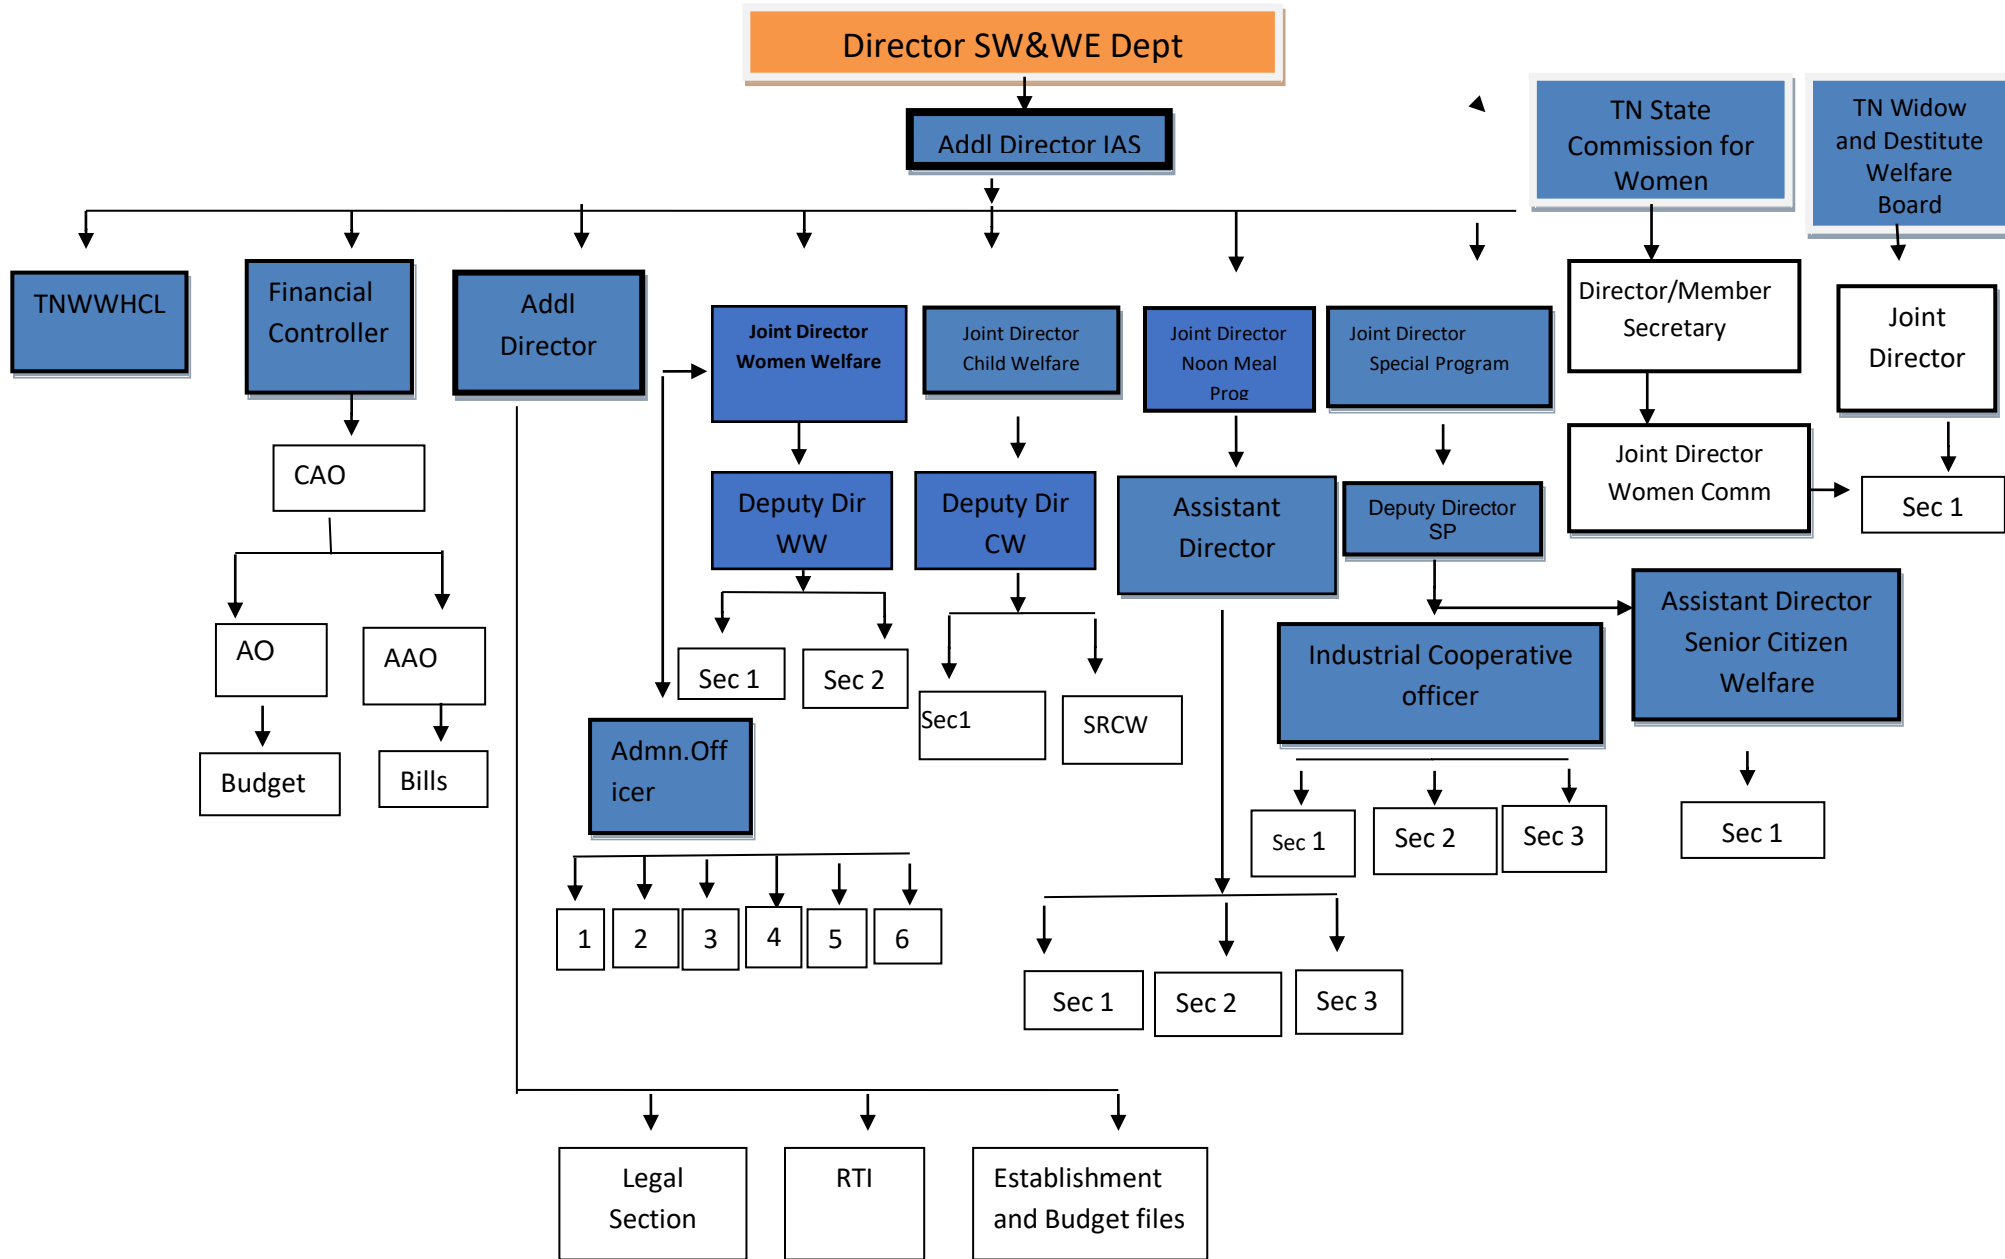 Director SW&WE Dept
Addl Director IAS
TN State
Commission for
Women
TN Widow
and Destitute
Welfare
Board
TNWWHCL
Financial
Controller
Addl
Director
Joint Director
Women Welfare
Joint Director
Child Welfare
Joint Director
Noon Meal
Prog
Joint Director
Special Program
Director/Member
Secretary
Joint
Director
CAO
Deputy Dir
WW
Deputy Dir
CW
Assistant
Director
Deputy Director
SP
Joint Director
Women Comm
Sec 1
AO
AAO
Sec 1
Sec 2
Sec1
SRCW
Industrial Cooperative
officer
Assistant Director
Senior Citizen
Welfare
Budget
Bills
Admn.Off
icer
Sec 1
Sec 2
Sec 3
Sec 1
1
2
3
4
5
6
Sec 1
Sec 2
Sec 3
Legal
Section
RTI
Establishment
and Budget files